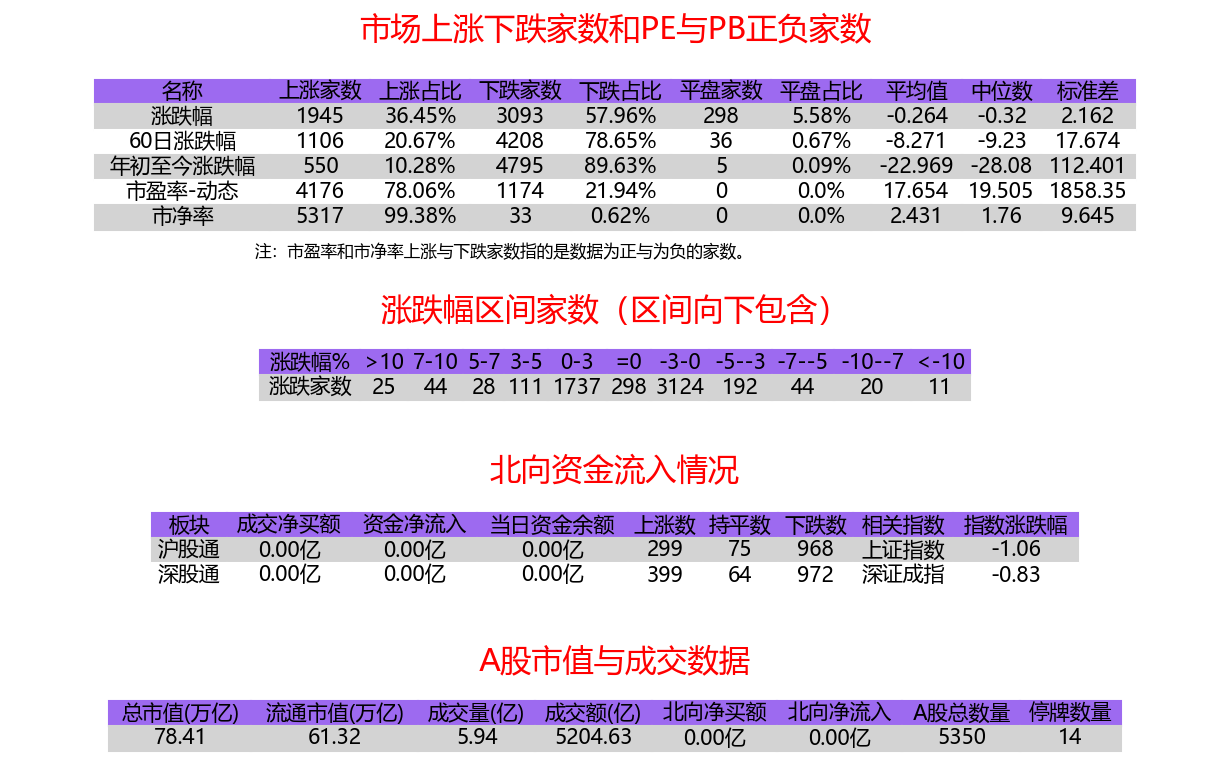 市场上涨下跌家数和PE与PB正负家数
名称 上涨家数 上涨占比 下跌家数 下跌占比 平盘家数 平盘占比 平均值 中位数 标准差
涨跌幅 1945 36.45% 3093 57.96% 298 5.58% -0.264 -0.32 2.162
60日涨跌幅 1106 20.67% 4208 78.65% 36 0.67% -8.271 -9.23 17.674
年初至今涨跌幅 550 10.28% 4795 89.63% 5 0.09% -22.969 -28.08 112.401
市盈率-动态 4176 78.06% 1174 21.94% 0 0.0% 17.654 19.505 1858.35
市净率 5317 99.38% 33 0.62% 0 0.0% 2.431 1.76 9.645
注：市盈率和市净率上涨与下跌家数指的是数据为正与为负的家数。
涨跌幅区间家数（区间向下包含）
涨跌幅% >10 7-10 5-7 3-5 0-3 =0 -3-0 -5--3 -7--5 -10--7 <-10
涨跌家数 25 44 28 111 1737 298 3124 192 44 20 11
北向资金流入情况
板块 成交净买额 资金净流入 当日资金余额 上涨数 持平数 下跌数 相关指数 指数涨跌幅
沪股通 0.00亿 0.00亿 0.00亿 299 75 968 上证指数 -1.06
深股通 0.00亿 0.00亿 0.00亿 399 64 972 深证成指 -0.83
A股市值与成交数据
总市值(万亿) 流通市值(万亿) 成交量(亿) 成交额(亿) 北向净买额 北向净流入 A股总数量 停牌数量
78.41 61.32 5.94 5204.63 0.00亿 0.00亿 5350 14